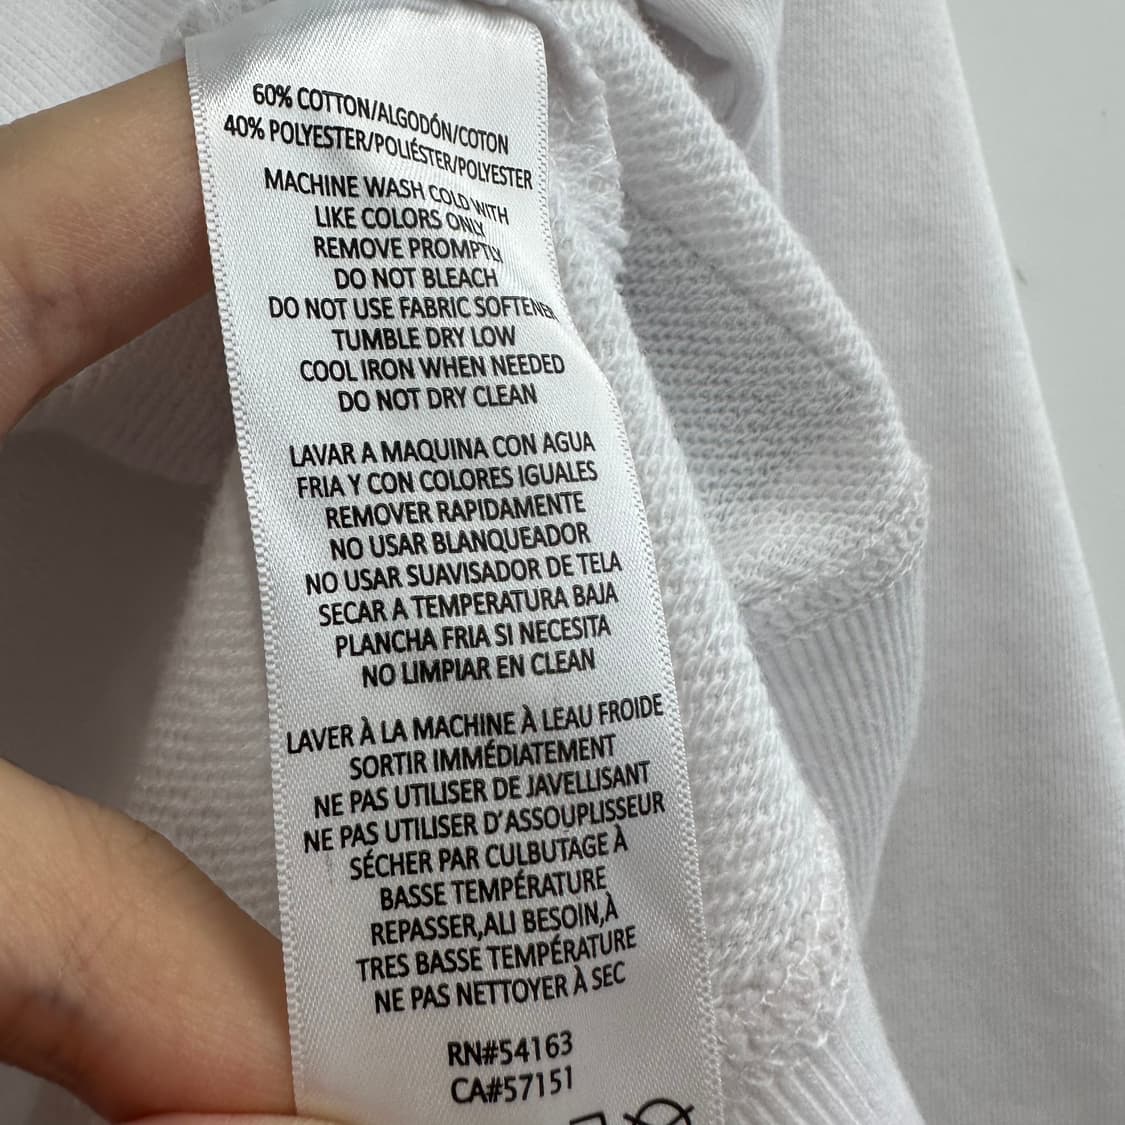 60% COTTON/ALGODÓN/COTON
40% POLYESTER/POLIÉSTER/POLYESTER
MACHINE WASH COLD WITH
LIKE COLORS ONLY
REMOVE PROMPTLY
DO NOT BLEACH
DO NOT USE FABRIC SOFTENER
TUMBLE DRY LOW
COOL IRON WHEN NEEDED
DO NOT DRY CLEAN
LAVAR A MAQUINA CON AGUA
FRIA Y CON COLORES IGUALES
REMOVER RAPIDAMENTE
NO USAR BLANQUEADOR
NO USAR SUAVISADOR DE TELA
SECAR A TEMPERATURA BAJA
PLANCHA FRIA SI NECESITA
NO LIMPIAR EN CLEAN
LAVER À LA MACHINE À LEAU FROIDE
SORTIR IMMÉDIATEMENT
NE PAS UTILISER DE JAVELLISANT
NE PAS UTILISER D'ASSOUPLISSEUR
SÉCHER PAR CULBUTAGE À
BASSE TEMPÉRATURE
REPASSER,ALI BESOIN,À
TRES BASSE TEMPÉRATURE
NE PAS NETTOYER À SEC
RN#54163
CA#57151